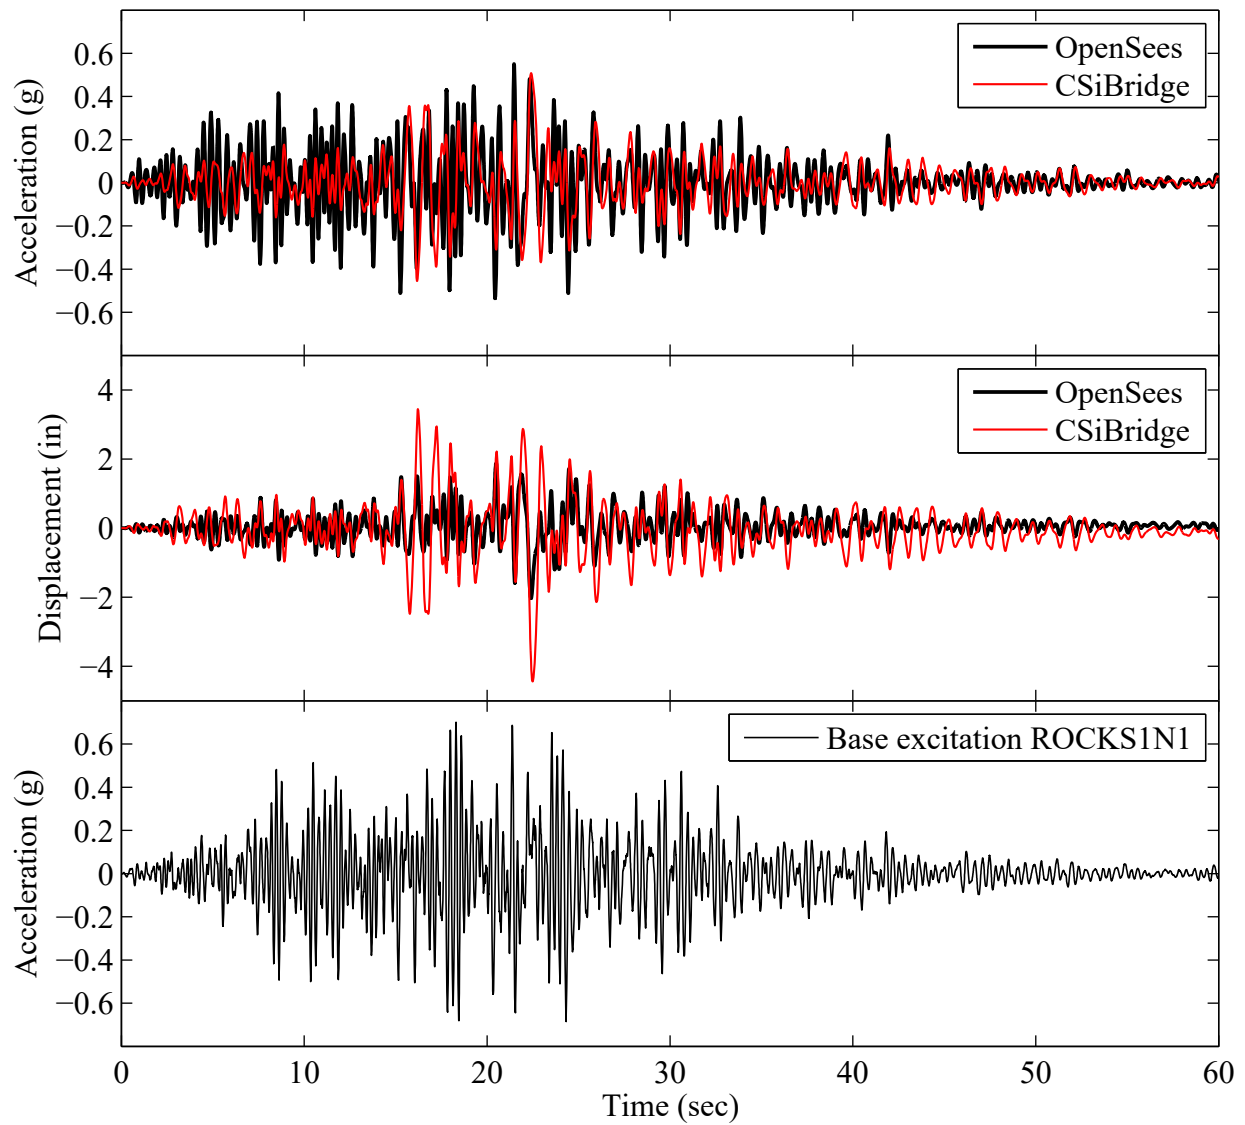 Acceleration (g)
0.6
0.4
0.2
0
−0.2
−0.4
−0.6
OpenSees
CSiBridge
Displacement (in)
4
2
0
−2
−4
OpenSees
CSiBridge
Acceleration (g)
0.6
0.4
0.2
0
−0.2
−0.4
−0.6
Base excitation ROCKS1N1
0 10 20 30 40 50 60
Time (sec)